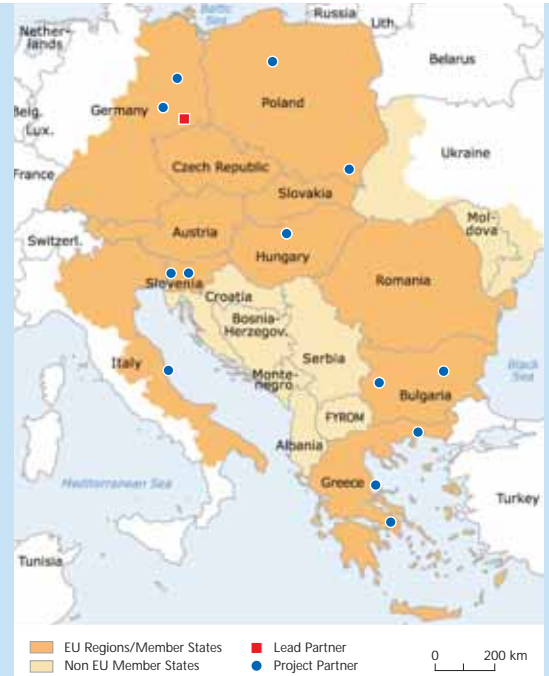 Baltic
Sea
Russia
Lith.
Nether-
lands
Belarus
Poland
Germany
Belg.
Lux.
Ukraine
Czech Republic
France
Slovakia
Mol-
dova
Austria
Switzerl.
Hungary
Romania
Slovenia
Croatia
Bosnia-
Herzegov.
Serbia
Italy
Black
Sea
Monte-
negro
Bulgaria
FYROM
Albania
Greece
Mediterranean Sea
Turkey
Tunisia
EU Regions/Member States
Lead Partner
Non EU Member States
Project Partner
0 200 km